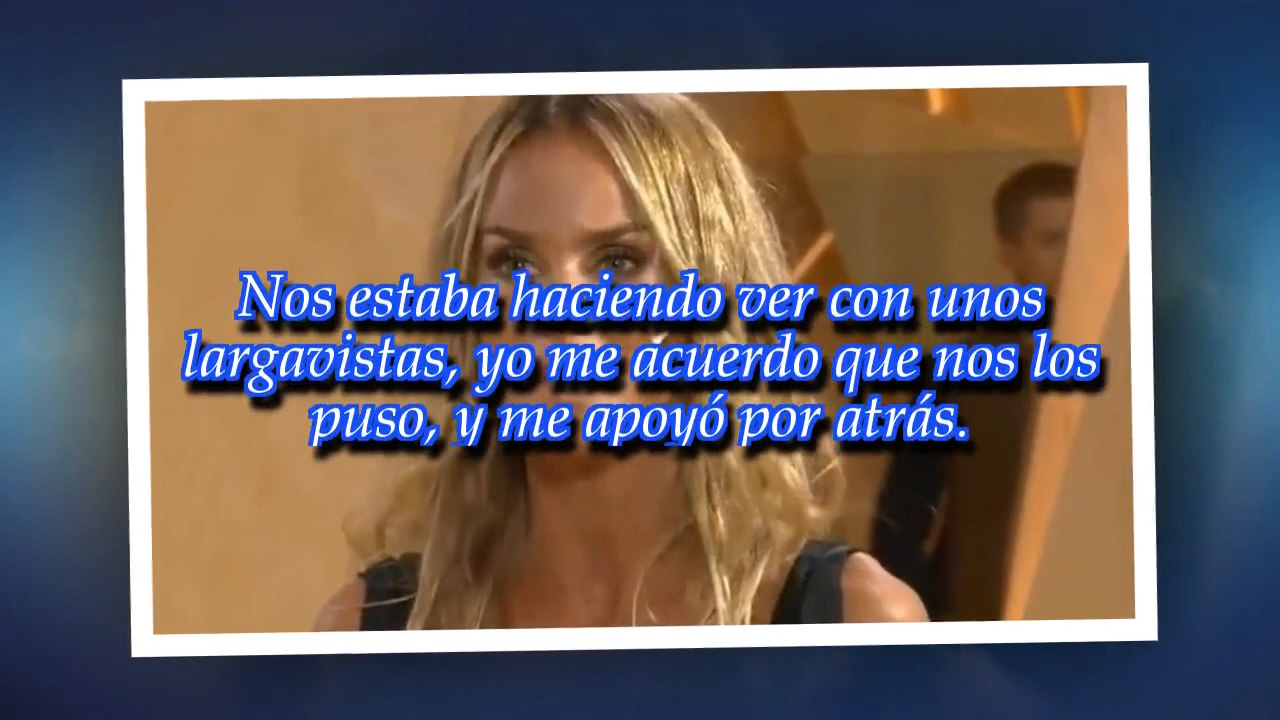 Nos estaba haciendo ver con unos
largavistas, yo me acuerdo que nos los
puso, y me apoyó por atrás.